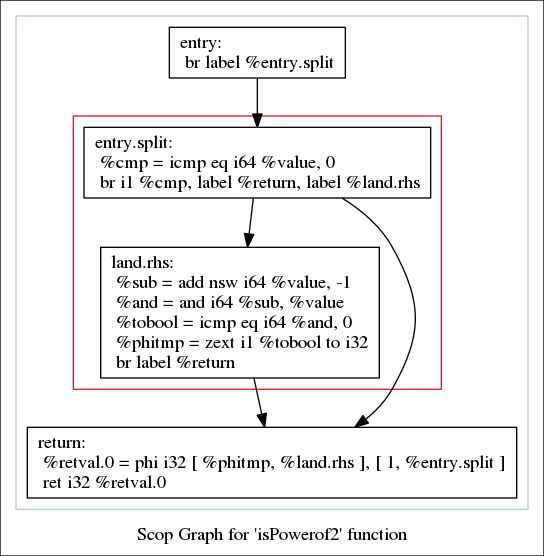 entry:
br label %entry.split
entry.split:
%cmp = icmp eq i64 %value, 0
br i1 %cmp, label %return, label %land.rhs
land.rhs:
%sub = add nsw i64 %value, -1
%and = and i64 %sub, %value
%tobool = icmp eq i64 %and, 0
%phitmp = zext i1 %tobool to i32
br label %return
return:
%retval.0 = phi i32 [ %phitmp, %land.rhs ], [ 1, %entry.split ]
ret i32 %retval.0
Scop Graph for 'isPowerof2' function